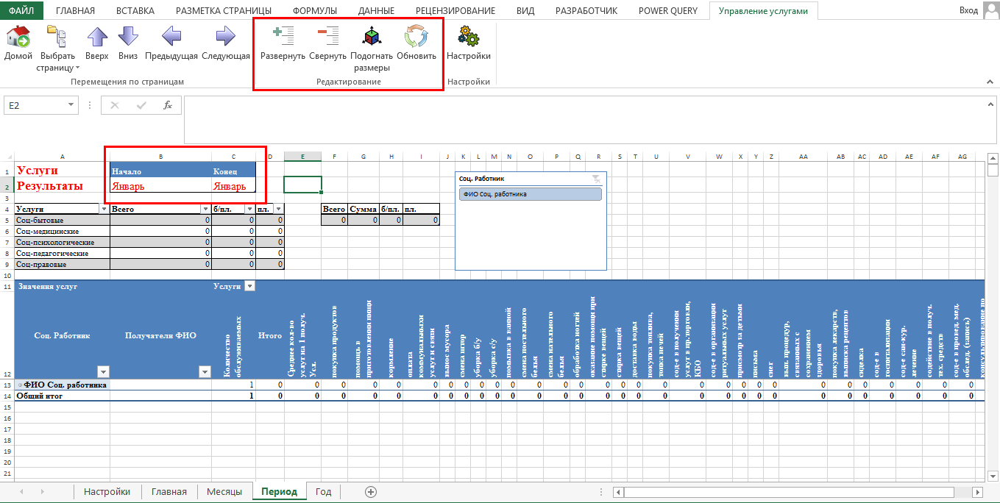 ФАЙЛ ГЛАВНАЯ ВСТАВКА РАЗМЕТКА СТРАНИЦЫ ФОРМУЛЫ ДАННЫЕ РЕЦЕНЗИРОВАНИЕ ВИД РАЗРАБОТЧИК POWER QUERY Управление услугами Вход
Домой Выбрать страницу Вверх Вниз Предыдущая Следующая Развернуть Свернуть Подогнать размеры Обновить Настройки
Перемещения по страницам Редактирование Настройки
E2 fx
A B C D E F G H I J K L M N O P Q R S T U V W X Y Z AA AB AC AD AE AF AG
1 Услуги Начало Конец
2 Результаты Январь Январь
Соц. Работник
ФИО Соц. работника
3
4 Услуги Всего б/пл. пл. Всего Сумма б/пл. пл.
5 Соц-бытовые 0 0 0 0 0 0 0
6 Соц-медицинские 0 0 0
7 Соц-психологические 0 0 0
8 Соц-педагогические 0 0 0
9 Соц-правовые 0 0 0
10
11 Значения услуг Услуги
12 Соц. Работник Получатели ФИО
Количество обслуживаемых
Итого
Среднее кол-во услуг на 1 получ. Усл.
покупка продуктов
помощь в приготовлении пищи
кормление
оплата коммунальных услуг и связи
вынос мусора
смена штор
уборка б/у
уборка с/у
помывка в ванной
смена постельного белья
смена нательного белья
обработка ногтей
оказание помощи при стирке вещей
стирка вещей
доставка воды
покупка топлива, топка печей
сод-е в получении услуг в пр.торговли, КБО
сод-е в организации ритуальных услуг
присмотр за детьми
письма
снег
вып. процедур, связанных с сохранением здоровья
покупка лекарств, выписка рецептов
сиделка
сод-е в госпитализации
сод-е сан-кур. лечение
содействие в получ. тех. средств
сод-е в провед. мед. обслед. (запись)
консультирование по
13 ФИО Соц. работника 1 0 0 0 0 0 0 0 0 0 0 0 0 0 0 0 0 0 0 0 0 0 0 0 0 0 0 0 0 0 0
14 Общий итог 1 0 0 0 0 0 0 0 0 0 0 0 0 0 0 0 0 0 0 0 0 0 0 0 0 0 0 0 0 0 0
15
16
17
18
19
20
21
Настройки Главная Месяцы Период Год